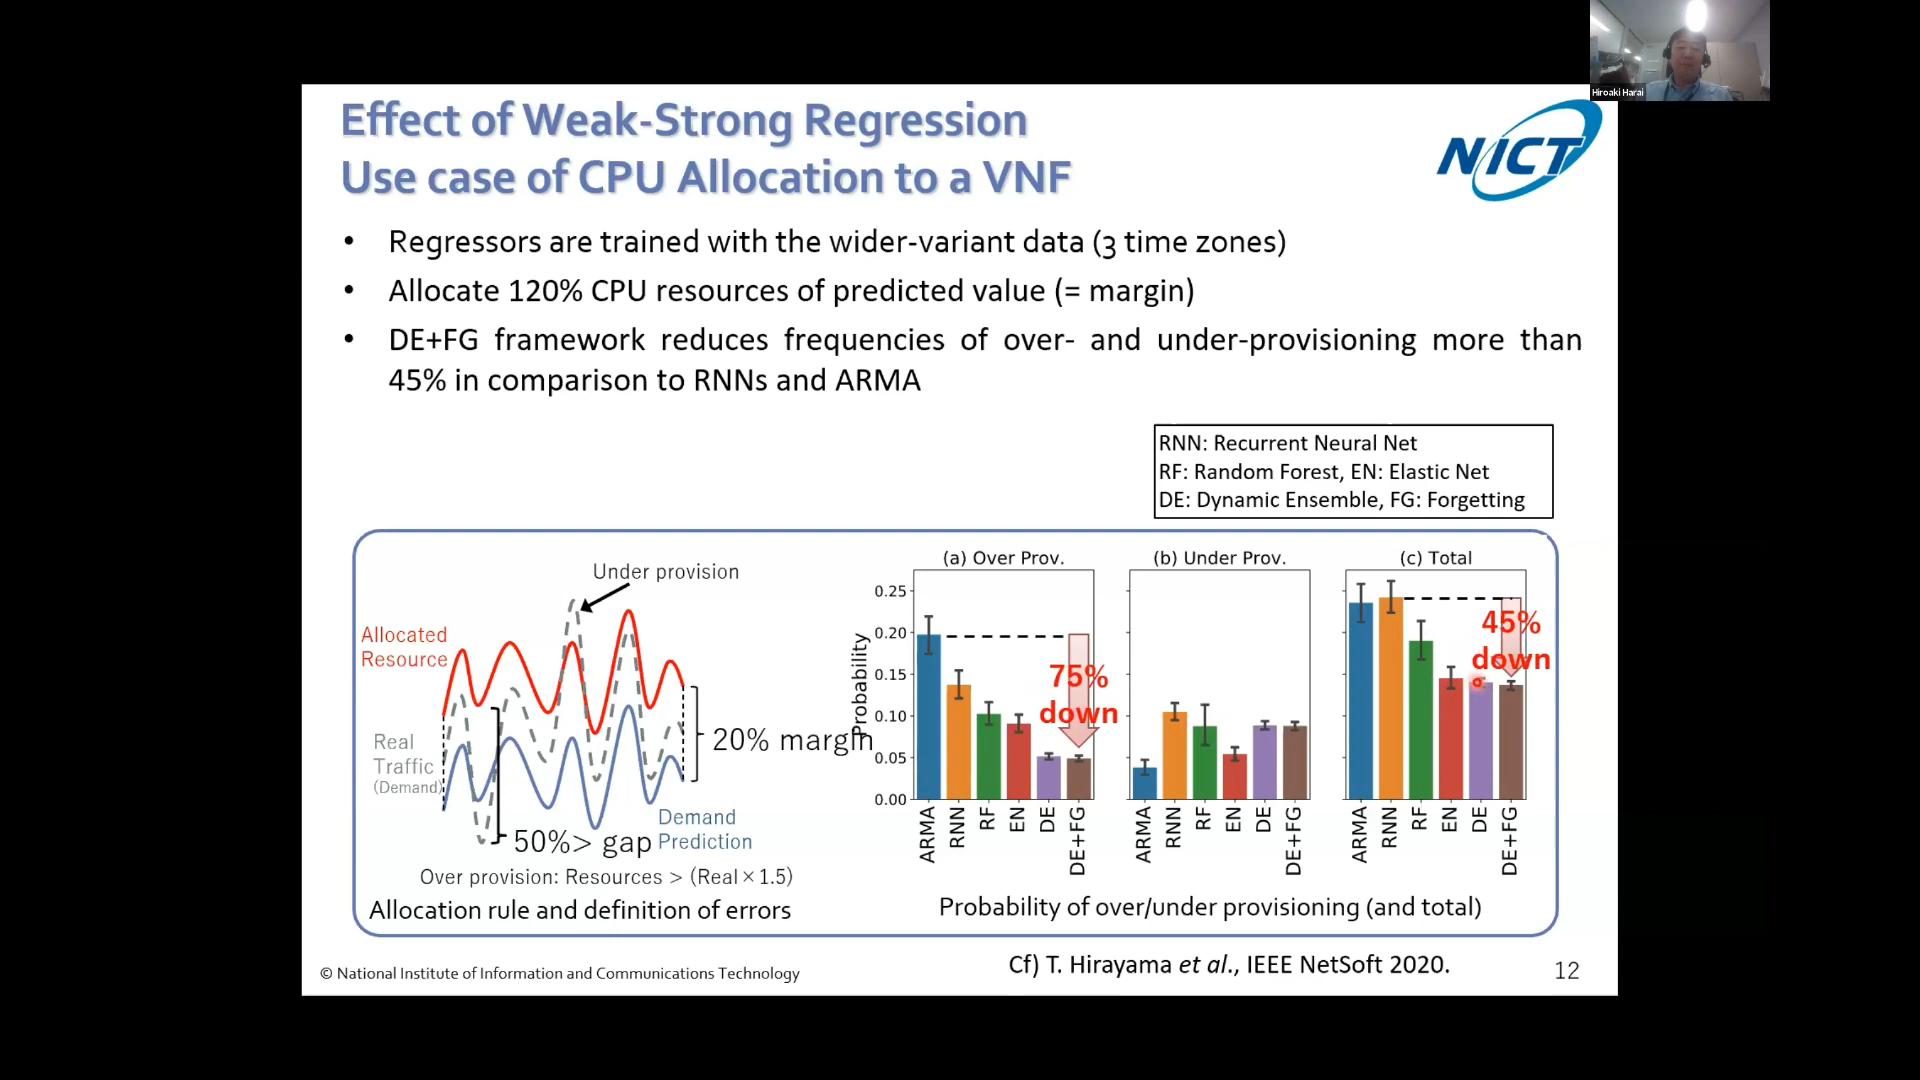 Hiroaki Harai
Effect of Weak-Strong Regression
Use case of CPU Allocation to a VNF
NICT
• Regressors are trained with the wider-variant data (3 time zones)
• Allocate 120% CPU resources of predicted value (= margin)
• DE+FG framework reduces frequencies of over- and under-provisioning more than
45% in comparison to RNNs and ARMA
RNN: Recurrent Neural Net
RF: Random Forest, EN: Elastic Net
DE: Dynamic Ensemble, FG: Forgetting
Under provision
Allocated
Resource
Real
Traffic
(Demand)
20% margin
50%> gap
Demand
Prediction
Over provision: Resources > (Real×1.5)
Allocation rule and definition of errors
(a) Over Prov.
(b) Under Prov.
(c) Total
Probability
0.25
0.20
0.15
0.10
0.05
0.00
75%
down
45%
down
ARMA
RNN
RF
EN
DE
DE+FG
ARMA
RNN
RF
EN
DE
DE+FG
ARMA
RNN
RF
EN
DE
DE+FG
Probability of over/under provisioning (and total)
Cf) T. Hirayama et al., IEEE NetSoft 2020.
© National Institute of Information and Communications Technology
12